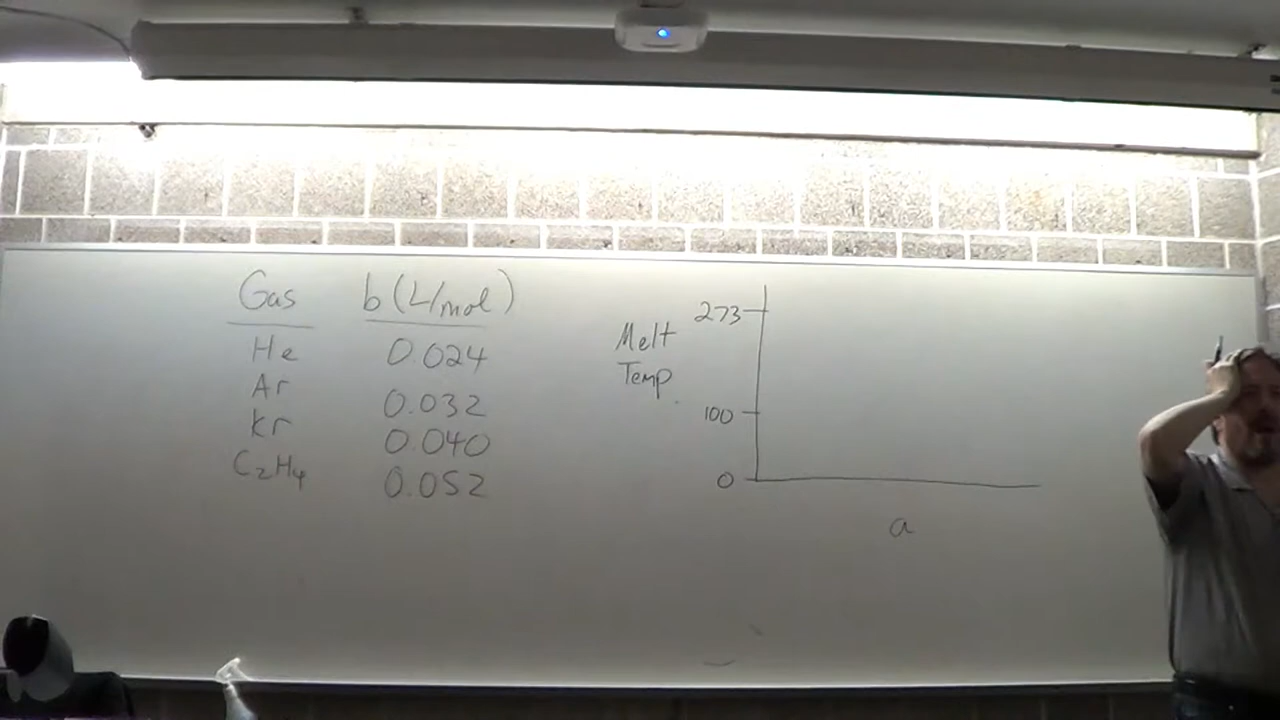 Gas b (L/mol)
He 0.024
Ar 0.032
Kr 0.040
C₂H₄ 0.052
Melt
Temp.
273
100
0
a